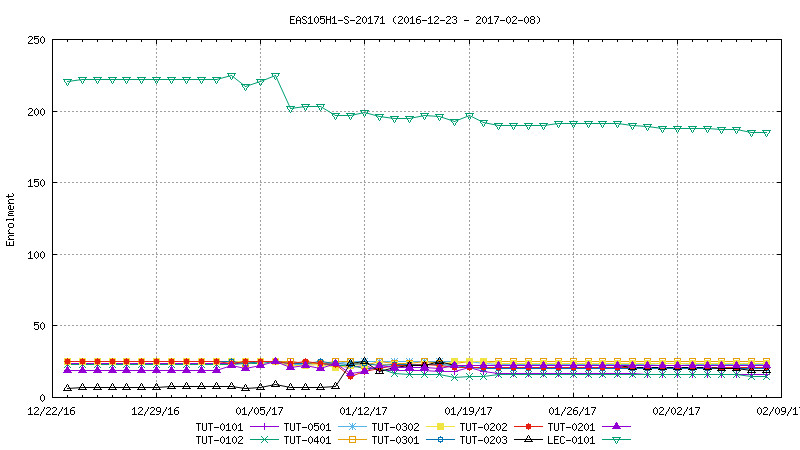 EAS105H1-S-20171 (2016-12-23 - 2017-02-08)
250
200
150
100
50
0
Enrolment
12/22/16 12/29/16 01/05/17 01/12/17 01/19/17 01/26/17 02/02/17 02/09/1
TUT-0101 TUT-0501 TUT-0302 TUT-0202 TUT-0201
TUT-0102 TUT-0401 TUT-0301 TUT-0203 LEC-0101